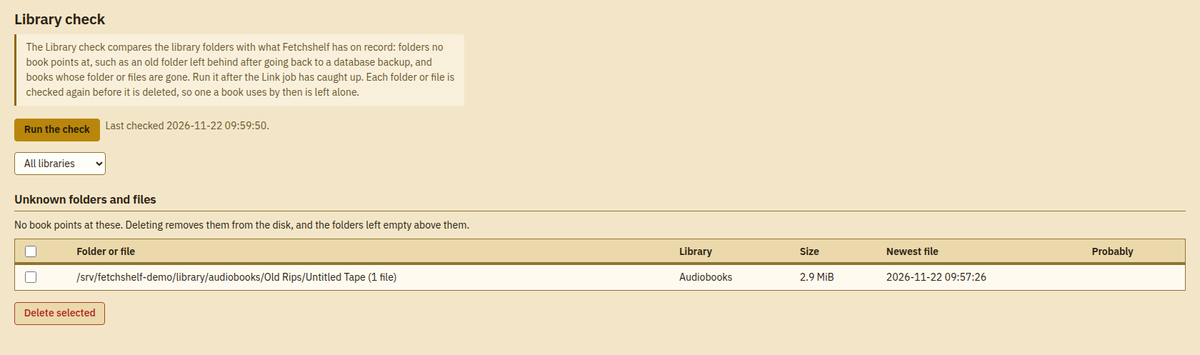 Library check
The Library check compares the library folders with what Fetchshelf has on record: folders no
book points at, such as an old folder left behind after going back to a database backup, and
books whose folder or files are gone. Run it after the Link job has caught up. Each folder or file is
checked again before it is deleted, so one a book uses by then is left alone.
Run the check Last checked 2026-11-22 09:59:50.
All libraries
Unknown folders and files
No book points at these. Deleting removes them from the disk, and the folders left empty above them.
Folder or file Library Size Newest file Probably
/srv/fetchshelf-demo/library/audiobooks/Old Rips/Untitled Tape (1 file) Audiobooks 2.9 MiB 2026-11-22 09:57:26
Delete selected